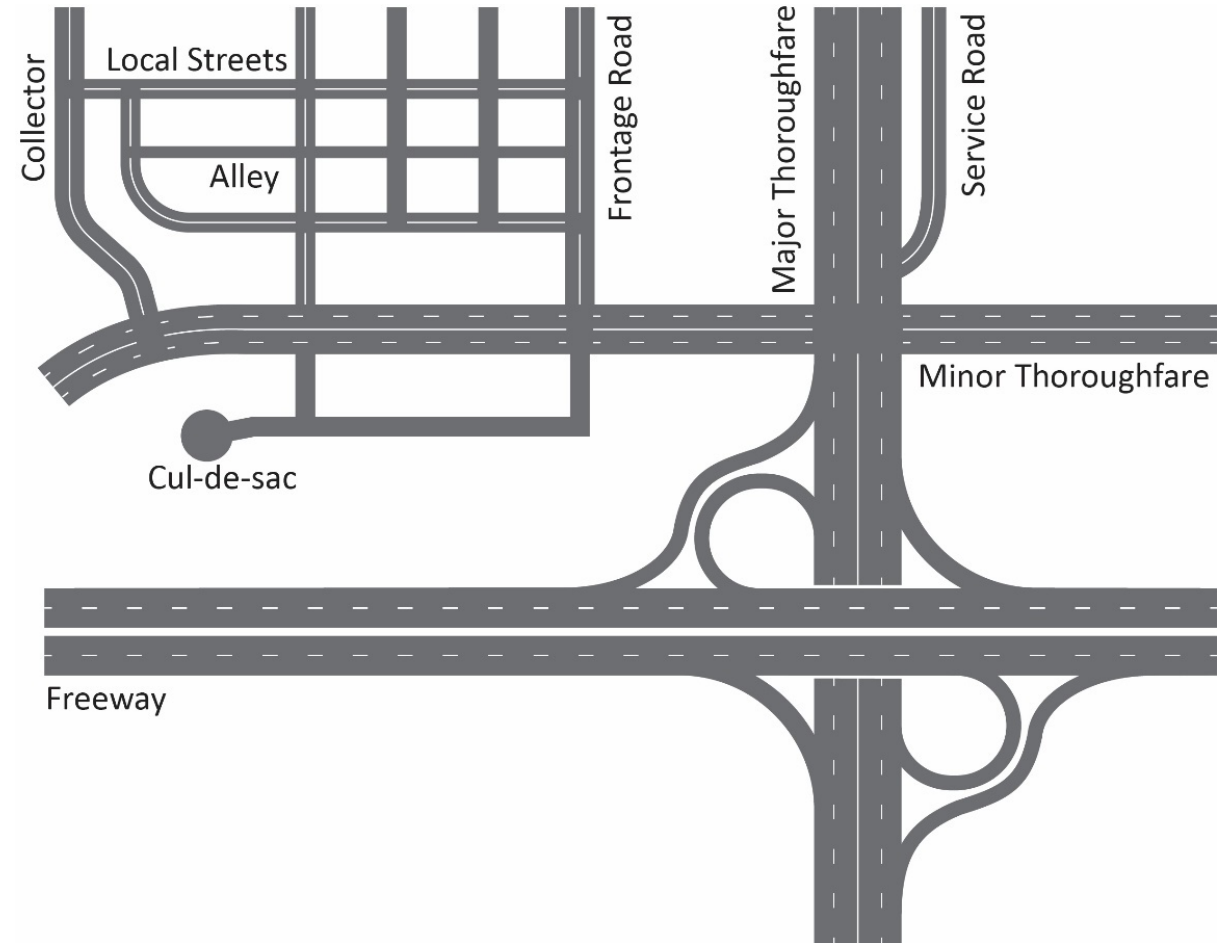 Collector
Local Streets
Alley
Frontage Road
Major Thoroughfare
Service Road
Minor Thoroughfare
Cul-de-sac
Freeway